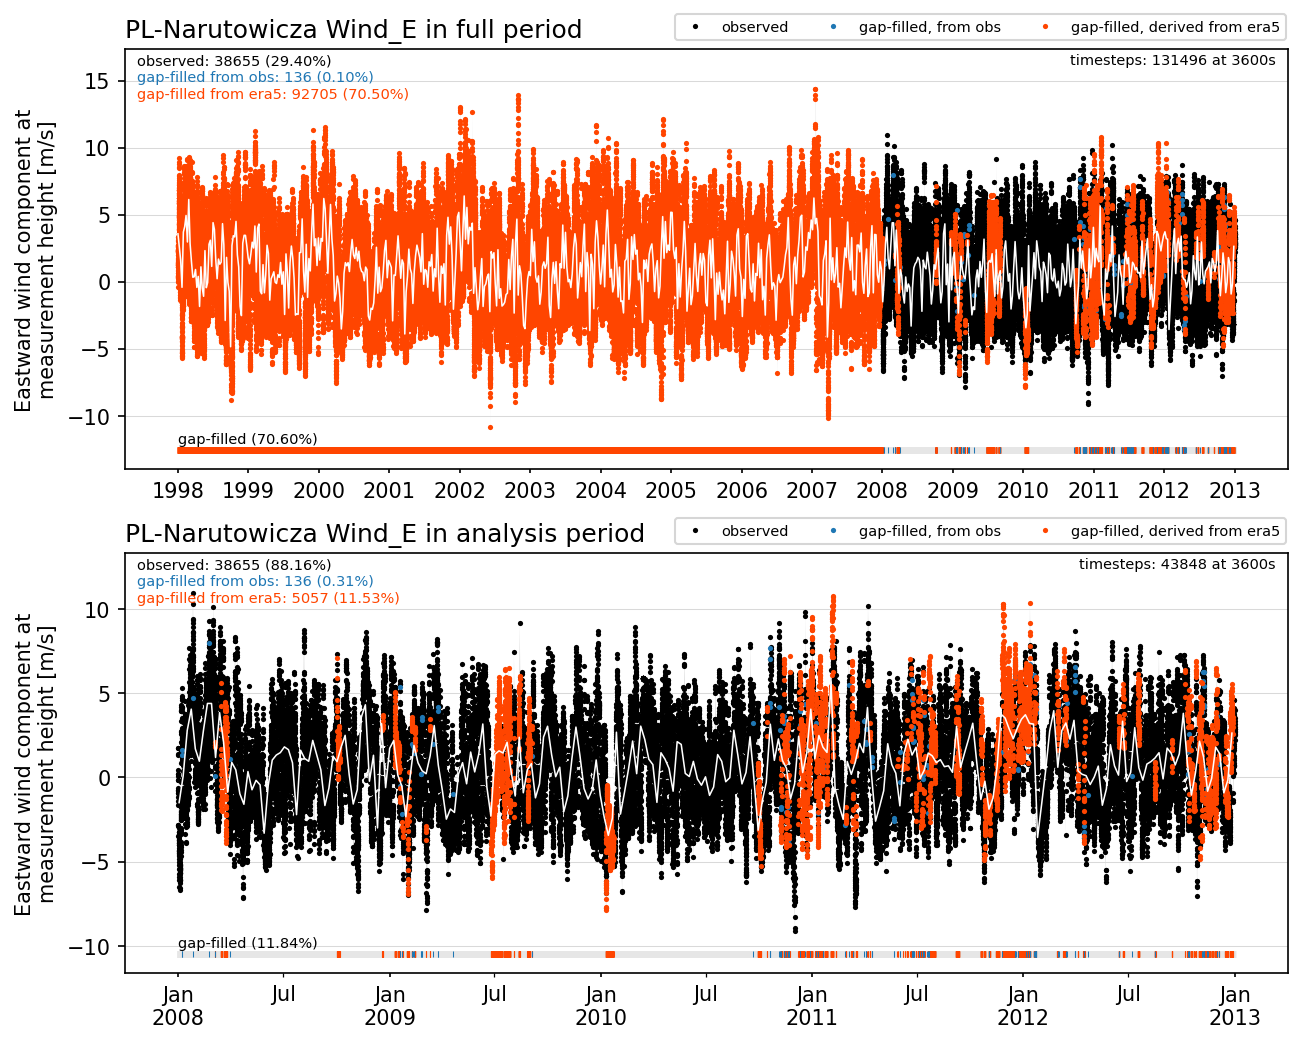 PL-Narutowicza Wind_E in full period
observed
gap-filled, from obs
gap-filled, derived from era5
observed: 38655 (29.40%)
gap-filled from obs: 136 (0.10%)
gap-filled from era5: 92705 (70.50%)
timesteps: 131496 at 3600s
Eastward wind component at
measurement height [m/s]
15
10
5
0
−5
−10
gap-filled (70.60%)
1998 1999 2000 2001 2002 2003 2004 2005 2006 2007 2008 2009 2010 2011 2012 2013
PL-Narutowicza Wind_E in analysis period
observed
gap-filled, from obs
gap-filled, derived from era5
observed: 38655 (88.16%)
gap-filled from obs: 136 (0.31%)
gap-filled from era5: 5057 (11.53%)
timesteps: 43848 at 3600s
Eastward wind component at
measurement height [m/s]
10
5
0
−5
−10
gap-filled (11.84%)
Jan Jul Jan Jul Jan Jul Jan Jul Jan Jul Jan
2008 2009 2010 2011 2012 2013